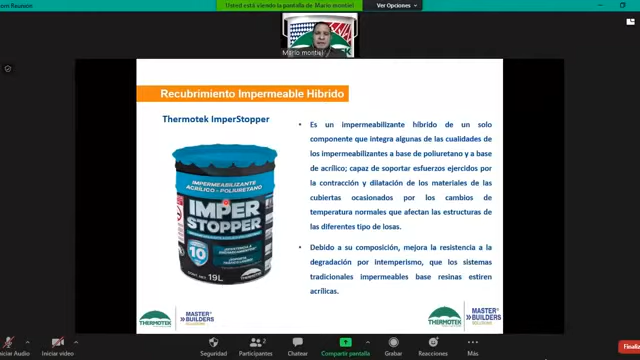 om Reunión
Usted está viendo la pantalla de Mario montiel
Ver Opciones
Mario montiel
Recubrimiento Impermeable Hibrido
Thermotek ImperStopper
IMPERMEABILIZANTE
ACRÍLICO - POLIURETANO
IMPER
STOPPER
10
19L
• Es un impermeabilizante híbrido de un solo
componente que integra algunas de las cualidades de
los impermeabilizantes a base de poliuretano y a base
de acrílico; capaz de soportar esfuerzos ejercidos por
la contracción y dilatación de los materiales de las
cubiertas ocasionados por los cambios de
temperatura normales que afectan las estructuras de
las diferentes tipo de losas.
• Debido a su composición, mejora la resistencia a la
degradación por intemperismo, que los sistemas
tradicionales impermeables base resinas estiren
acrílicas.
THERMOTEK
MASTER
BUILDERS
SOLUTIONS
THERMOTEK
MASTER
BUILDERS
SOLUTIONS
niciar Audio
Iniciar video
Seguridad
2
Participantes
Chatear
Compartir pantalla
Grabar
Reacciones
Más
Finaliz